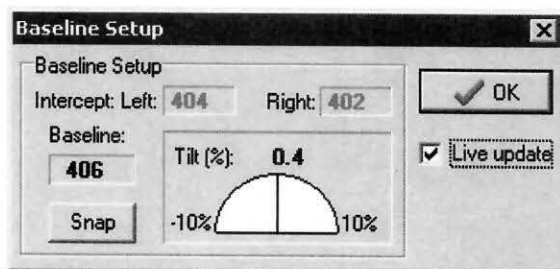 Baseline Setup
Baseline Setup
Intercept: Left: 404 Right: 402
OK
Baseline:
406
Tilt (%): 0.4
Live update
Snap
-10% 10%